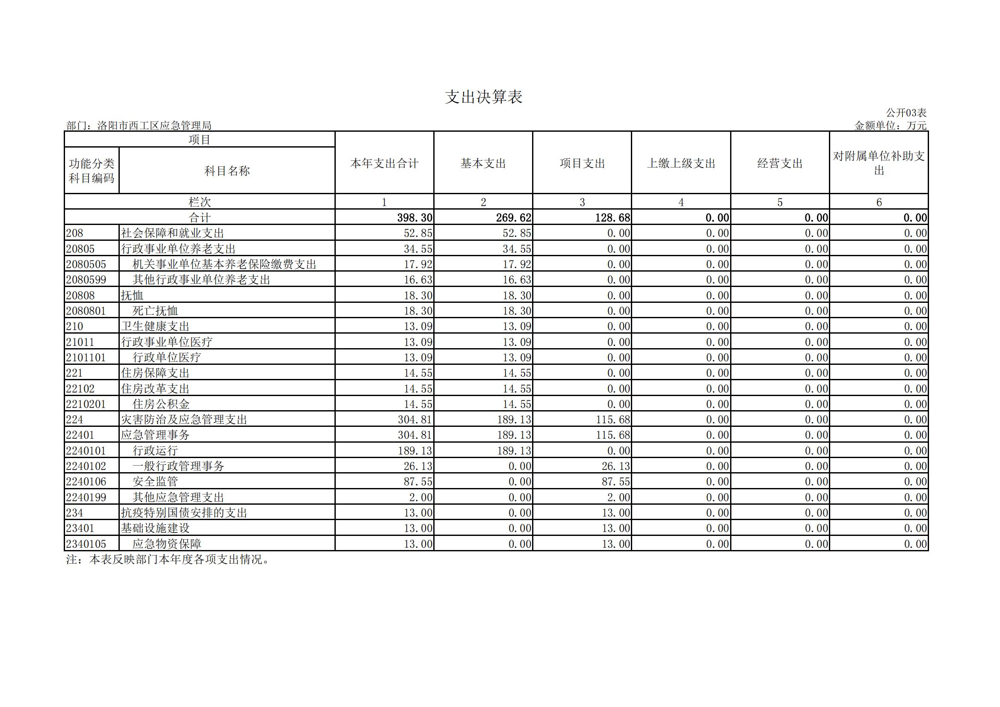 支出决算表
公开03表
部门：洛阳市西工区应急管理局 金额单位：万元
项目 本年支出合计 基本支出 项目支出 上缴上级支出 经营支出 对附属单位补助支出
功能分类科目编码 科目名称
栏次 1 2 3 4 5 6
合计 398.30 269.62 128.68 0.00 0.00 0.00
208 社会保障和就业支出 52.85 52.85 0.00 0.00 0.00 0.00
20805 行政事业单位养老支出 34.55 34.55 0.00 0.00 0.00 0.00
2080505 机关事业单位基本养老保险缴费支出 17.92 17.92 0.00 0.00 0.00 0.00
2080599 其他行政事业单位养老支出 16.63 16.63 0.00 0.00 0.00 0.00
20808 抚恤 18.30 18.30 0.00 0.00 0.00 0.00
2080801 死亡抚恤 18.30 18.30 0.00 0.00 0.00 0.00
210 卫生健康支出 13.09 13.09 0.00 0.00 0.00 0.00
21011 行政事业单位医疗 13.09 13.09 0.00 0.00 0.00 0.00
2101101 行政单位医疗 13.09 13.09 0.00 0.00 0.00 0.00
221 住房保障支出 14.55 14.55 0.00 0.00 0.00 0.00
22102 住房改革支出 14.55 14.55 0.00 0.00 0.00 0.00
2210201 住房公积金 14.55 14.55 0.00 0.00 0.00 0.00
224 灾害防治及应急管理支出 304.81 189.13 115.68 0.00 0.00 0.00
22401 应急管理事务 304.81 189.13 115.68 0.00 0.00 0.00
2240101 行政运行 189.13 189.13 0.00 0.00 0.00 0.00
2240102 一般行政管理事务 26.13 0.00 26.13 0.00 0.00 0.00
2240106 安全监管 87.55 0.00 87.55 0.00 0.00 0.00
2240199 其他应急管理支出 2.00 0.00 2.00 0.00 0.00 0.00
234 抗疫特别国债安排的支出 13.00 0.00 13.00 0.00 0.00 0.00
23401 基础设施建设 13.00 0.00 13.00 0.00 0.00 0.00
2340105 应急物资保障 13.00 0.00 13.00 0.00 0.00 0.00
注：本表反映部门本年度各项支出情况。